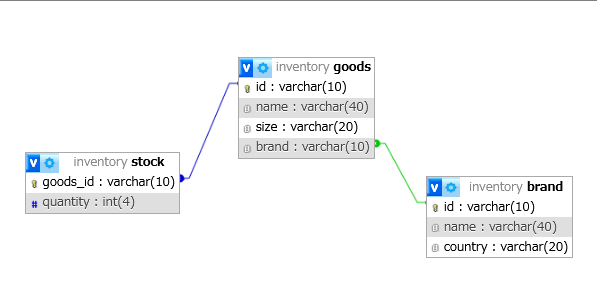 inventory goods
id : varchar(10)
name : varchar(40)
size : varchar(20)
brand : varchar(10)
inventory stock
goods_id : varchar(10)
# quantity : int(4)
inventory brand
id : varchar(10)
name : varchar(40)
country : varchar(20)